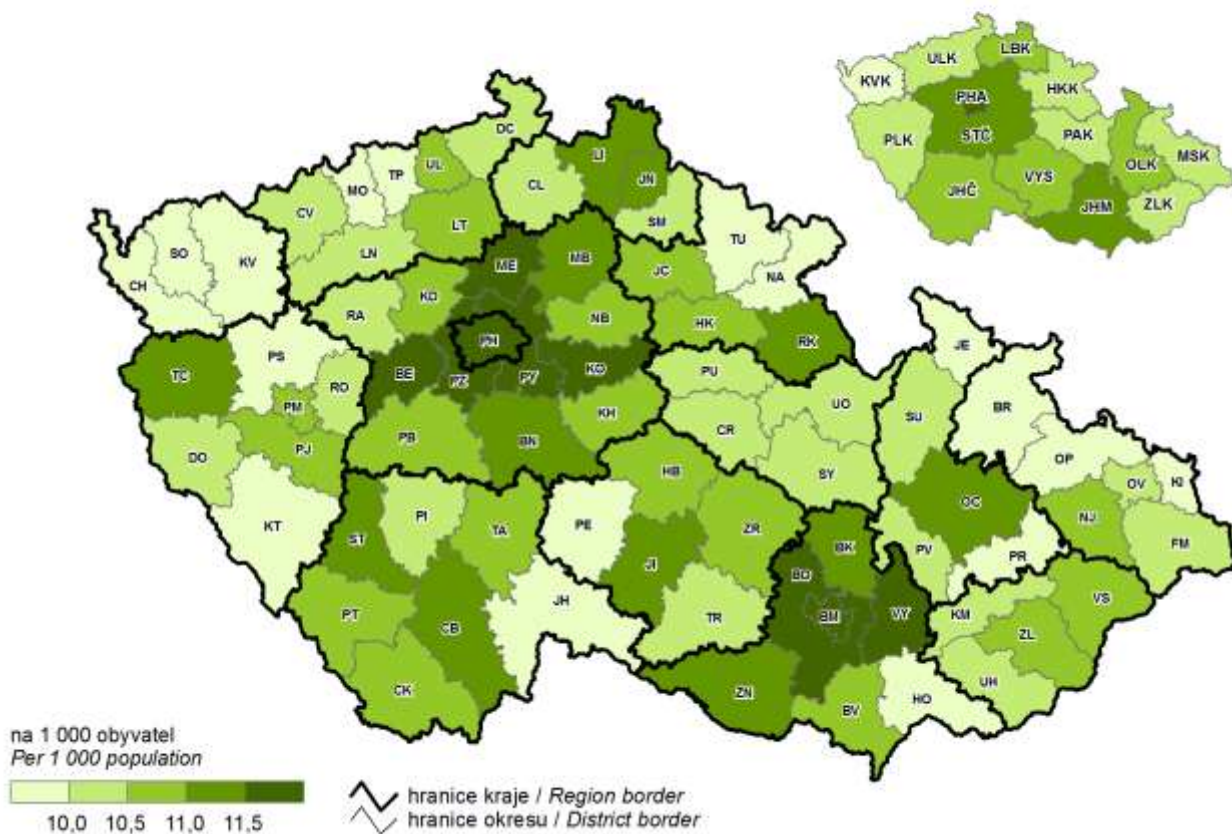 LBK
ULK
KVK
HKK
PHA
STČ
PAK
PLK
OLK
MSK
VYS
JHČ
JHM
ZLK
DC
LI
UL
TP
MO
CL
JN
CV
SM
LT
TU
SO
KV
LN
ME
MB
CH
JC
NA
KD
RA
NB
HK
PH
RK
PS
JE
TČ
BE
PZ
PY
KO
PU
RO
UO
SU
BR
PM
KH
PB
BN
CR
PJ
DO
OP
HB
SY
OV
KI
OC
NJ
KT
ST
PI
TA
PE
ZR
BK
PV
PR
FM
JI
BO
JH
PT
CB
TR
BM
VY
KM
VS
ZL
CK
ZN
UH
HO
BV
na 1 000 obyvatel
Per 1 000 population
10,0 10,5 11,0 11,5
hranice kraje / Region border
hranice okresu / District border